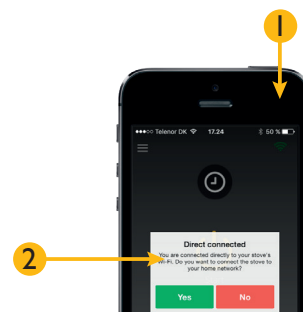 1
●●●○○ Telenor DK 17.24 50 %
2
Direct connected
You are connected directly to your stove's
Wi-Fi. Do you want to connect the stove to
your home network?
Yes No